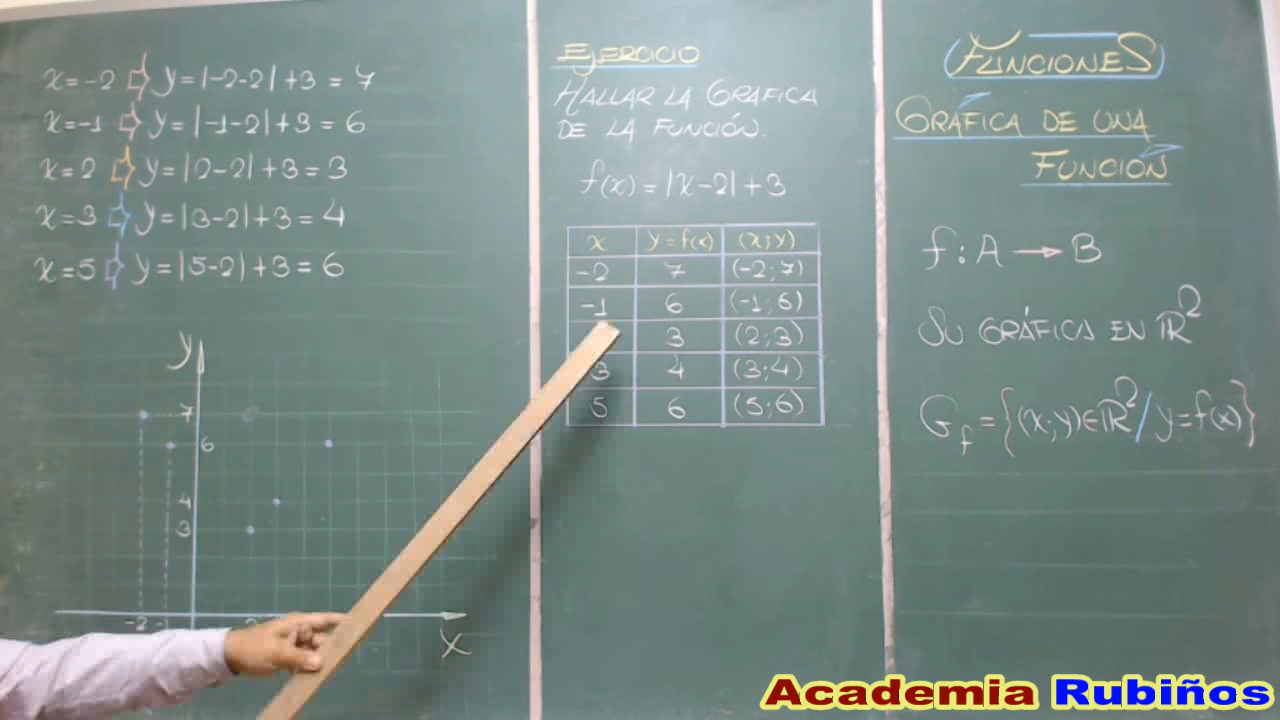 x=-2 ⇨ y=|-2-2|+3=7
x=-1 ⇨ y=|-1-2|+3=6
x=2 ⇨ y=|2-2|+3=3
x=3 ⇨ y=|3-2|+3=4
x=5 ⇨ y=|5-2|+3=6
y
7
6
4
3
-2
x
EJERCICIO
HALLAR LA GRAFICA
DE LA FUNCIÓN.
f(x)=|x-2|+3
x y=f(x) (x;y)
-2 7 (-2;7)
-1 6 (-1;6)
3 (2;3)
3 4 (3;4)
5 6 (5;6)
FUNCIONES
GRÁFICA DE UNA
FUNCIÓN
f:A→B
SU GRÁFICA EN R²
G_f={(x;y)∈R²/y=f(x)}
Academia Rubiños